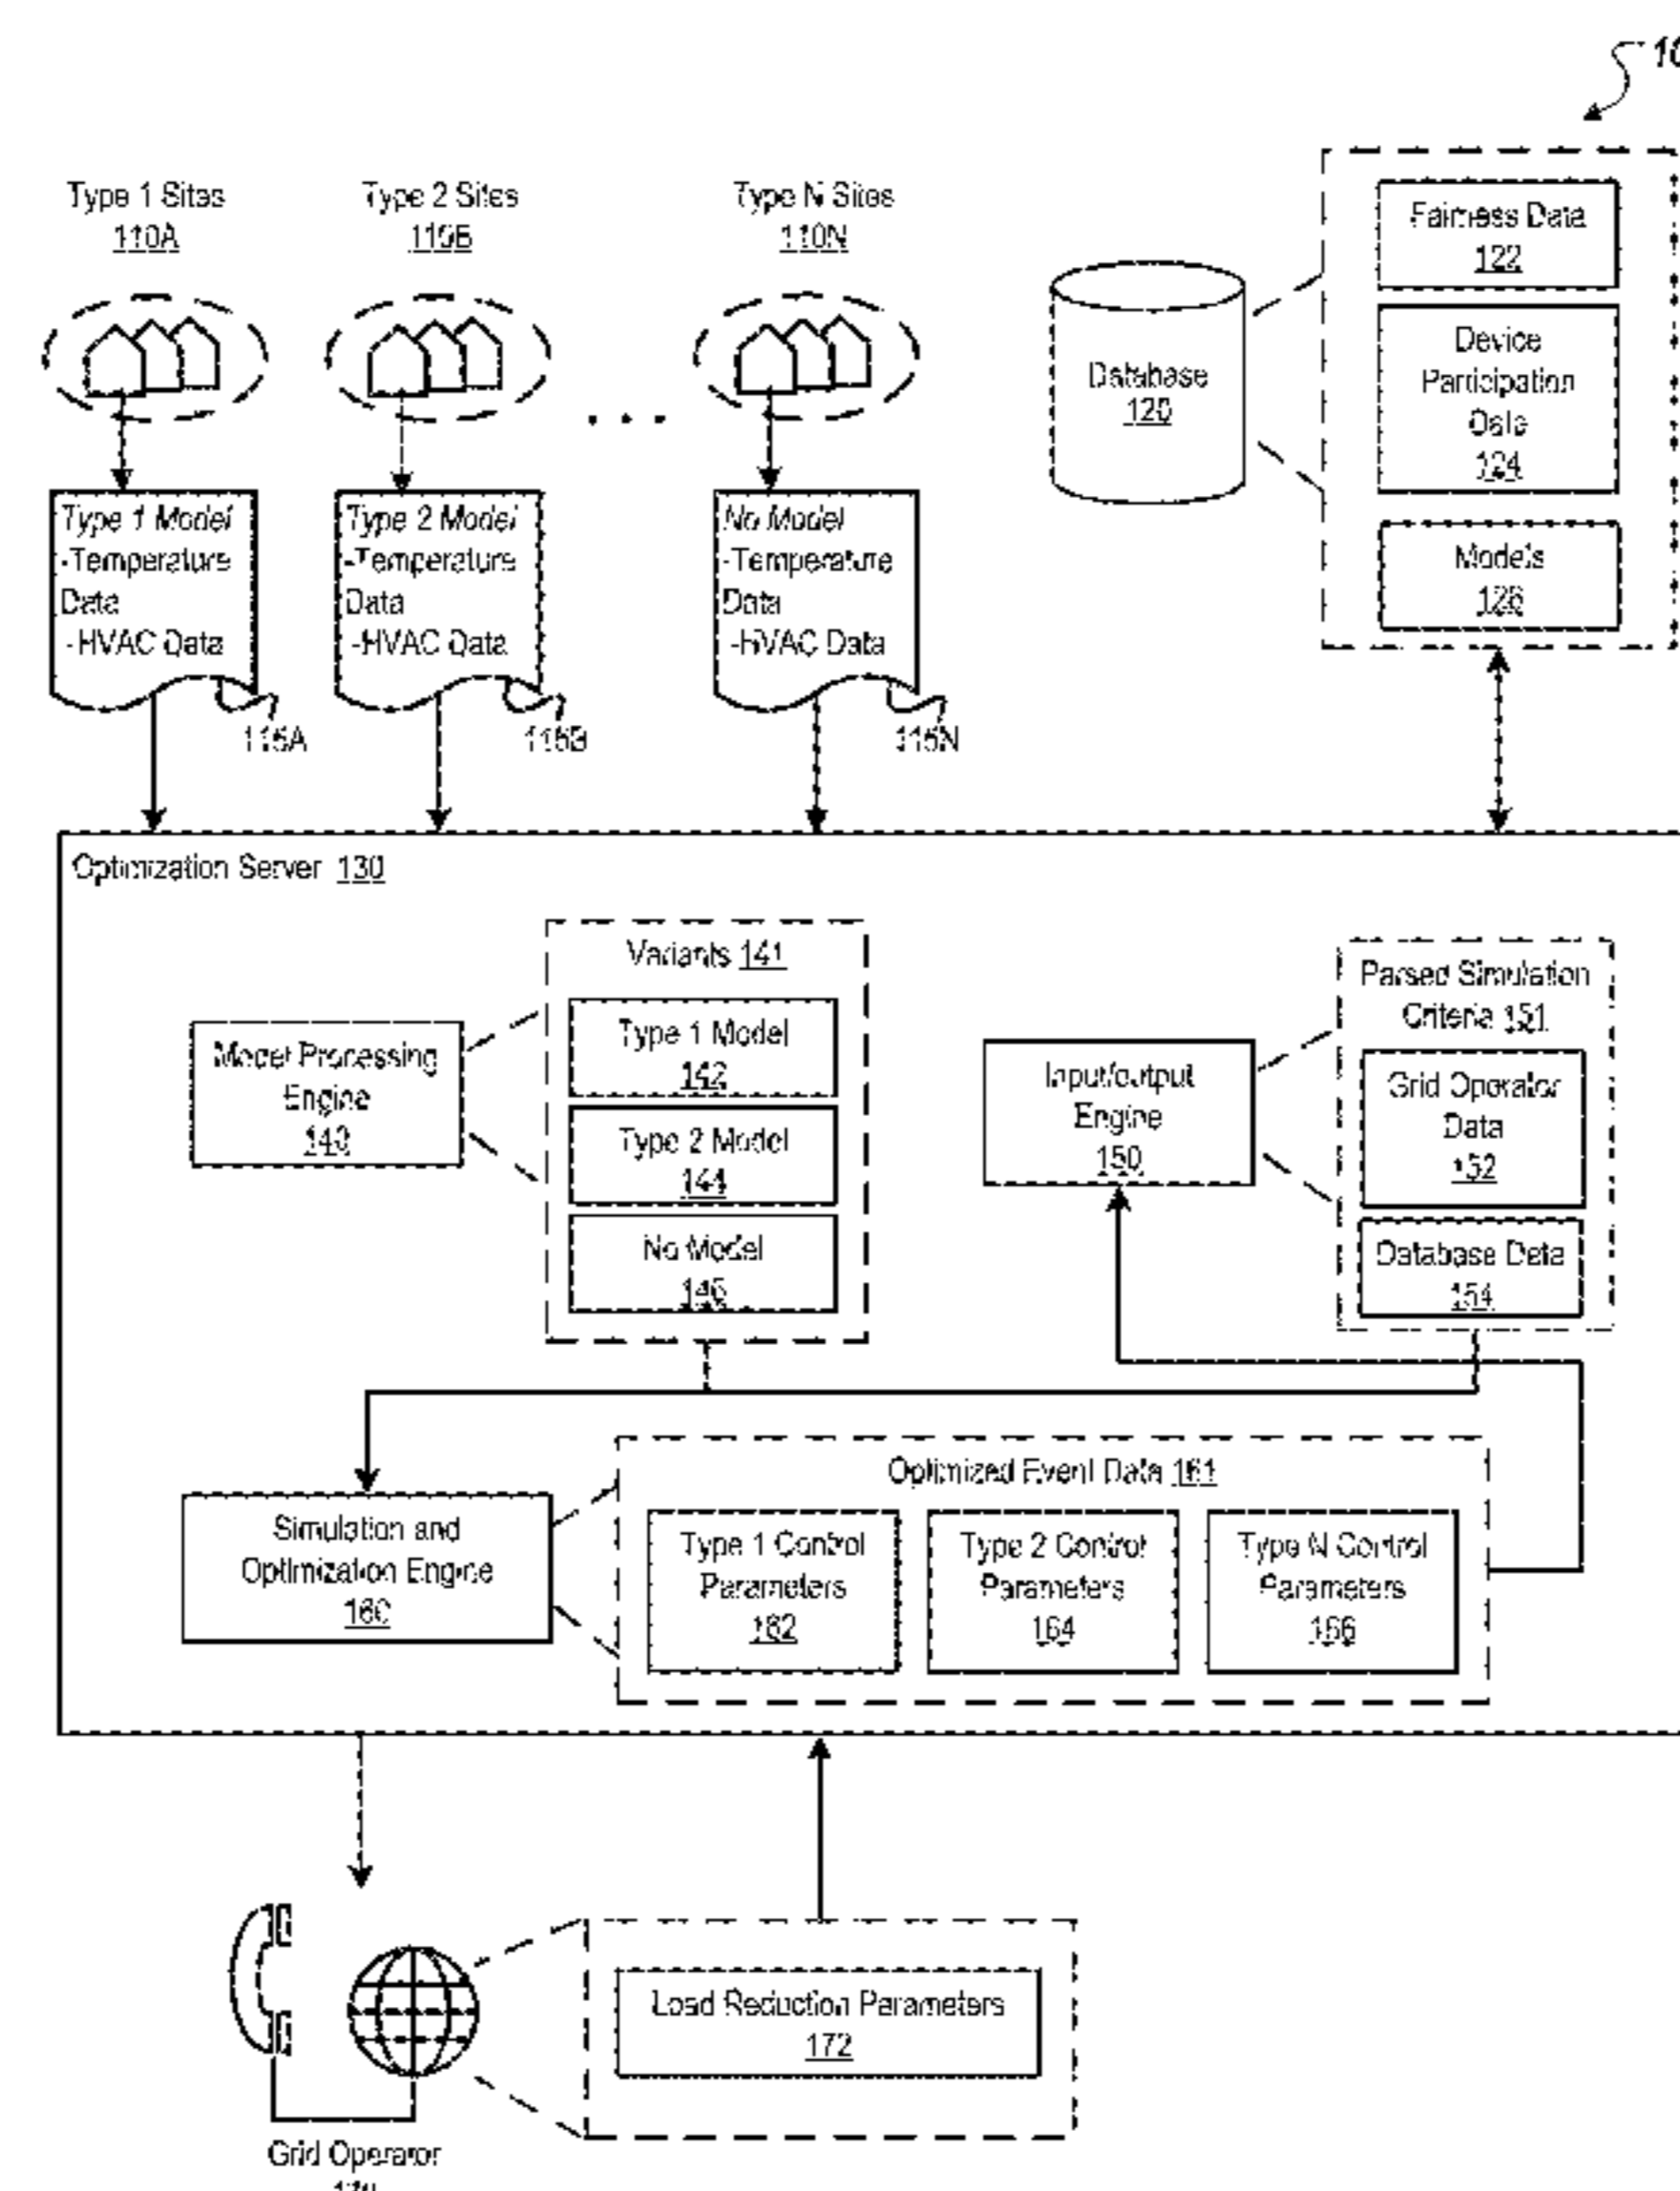 Type 1 Sites
110A
Type 2 Sites
110B
Type N Sites
110N
Fairness Data
122
Device
Participation
Data
124
Models
126
Database
120
Type 1 Model
-Temperature
Data
-HVAC Data
115A
Type 2 Model
-Temperature
Data
-HVAC Data
115B
No Model
-Temperature
Data
-HVAC Data
115N
Optimization Server 130
Model Processing
Engine
140
Variants 141
Type 1 Model
142
Type 2 Model
144
No Model
146
Input/output
Engine
150
Parsed Simulation
Criteria 151
Grid Operator
Data
152
Database Data
154
Simulation and
Optimization Engine
160
Optimized Event Data 161
Type 1 Control
Parameters
162
Type 2 Control
Parameters
164
Type N Control
Parameters
166
Load Reduction Parameters
172
Grid Operator